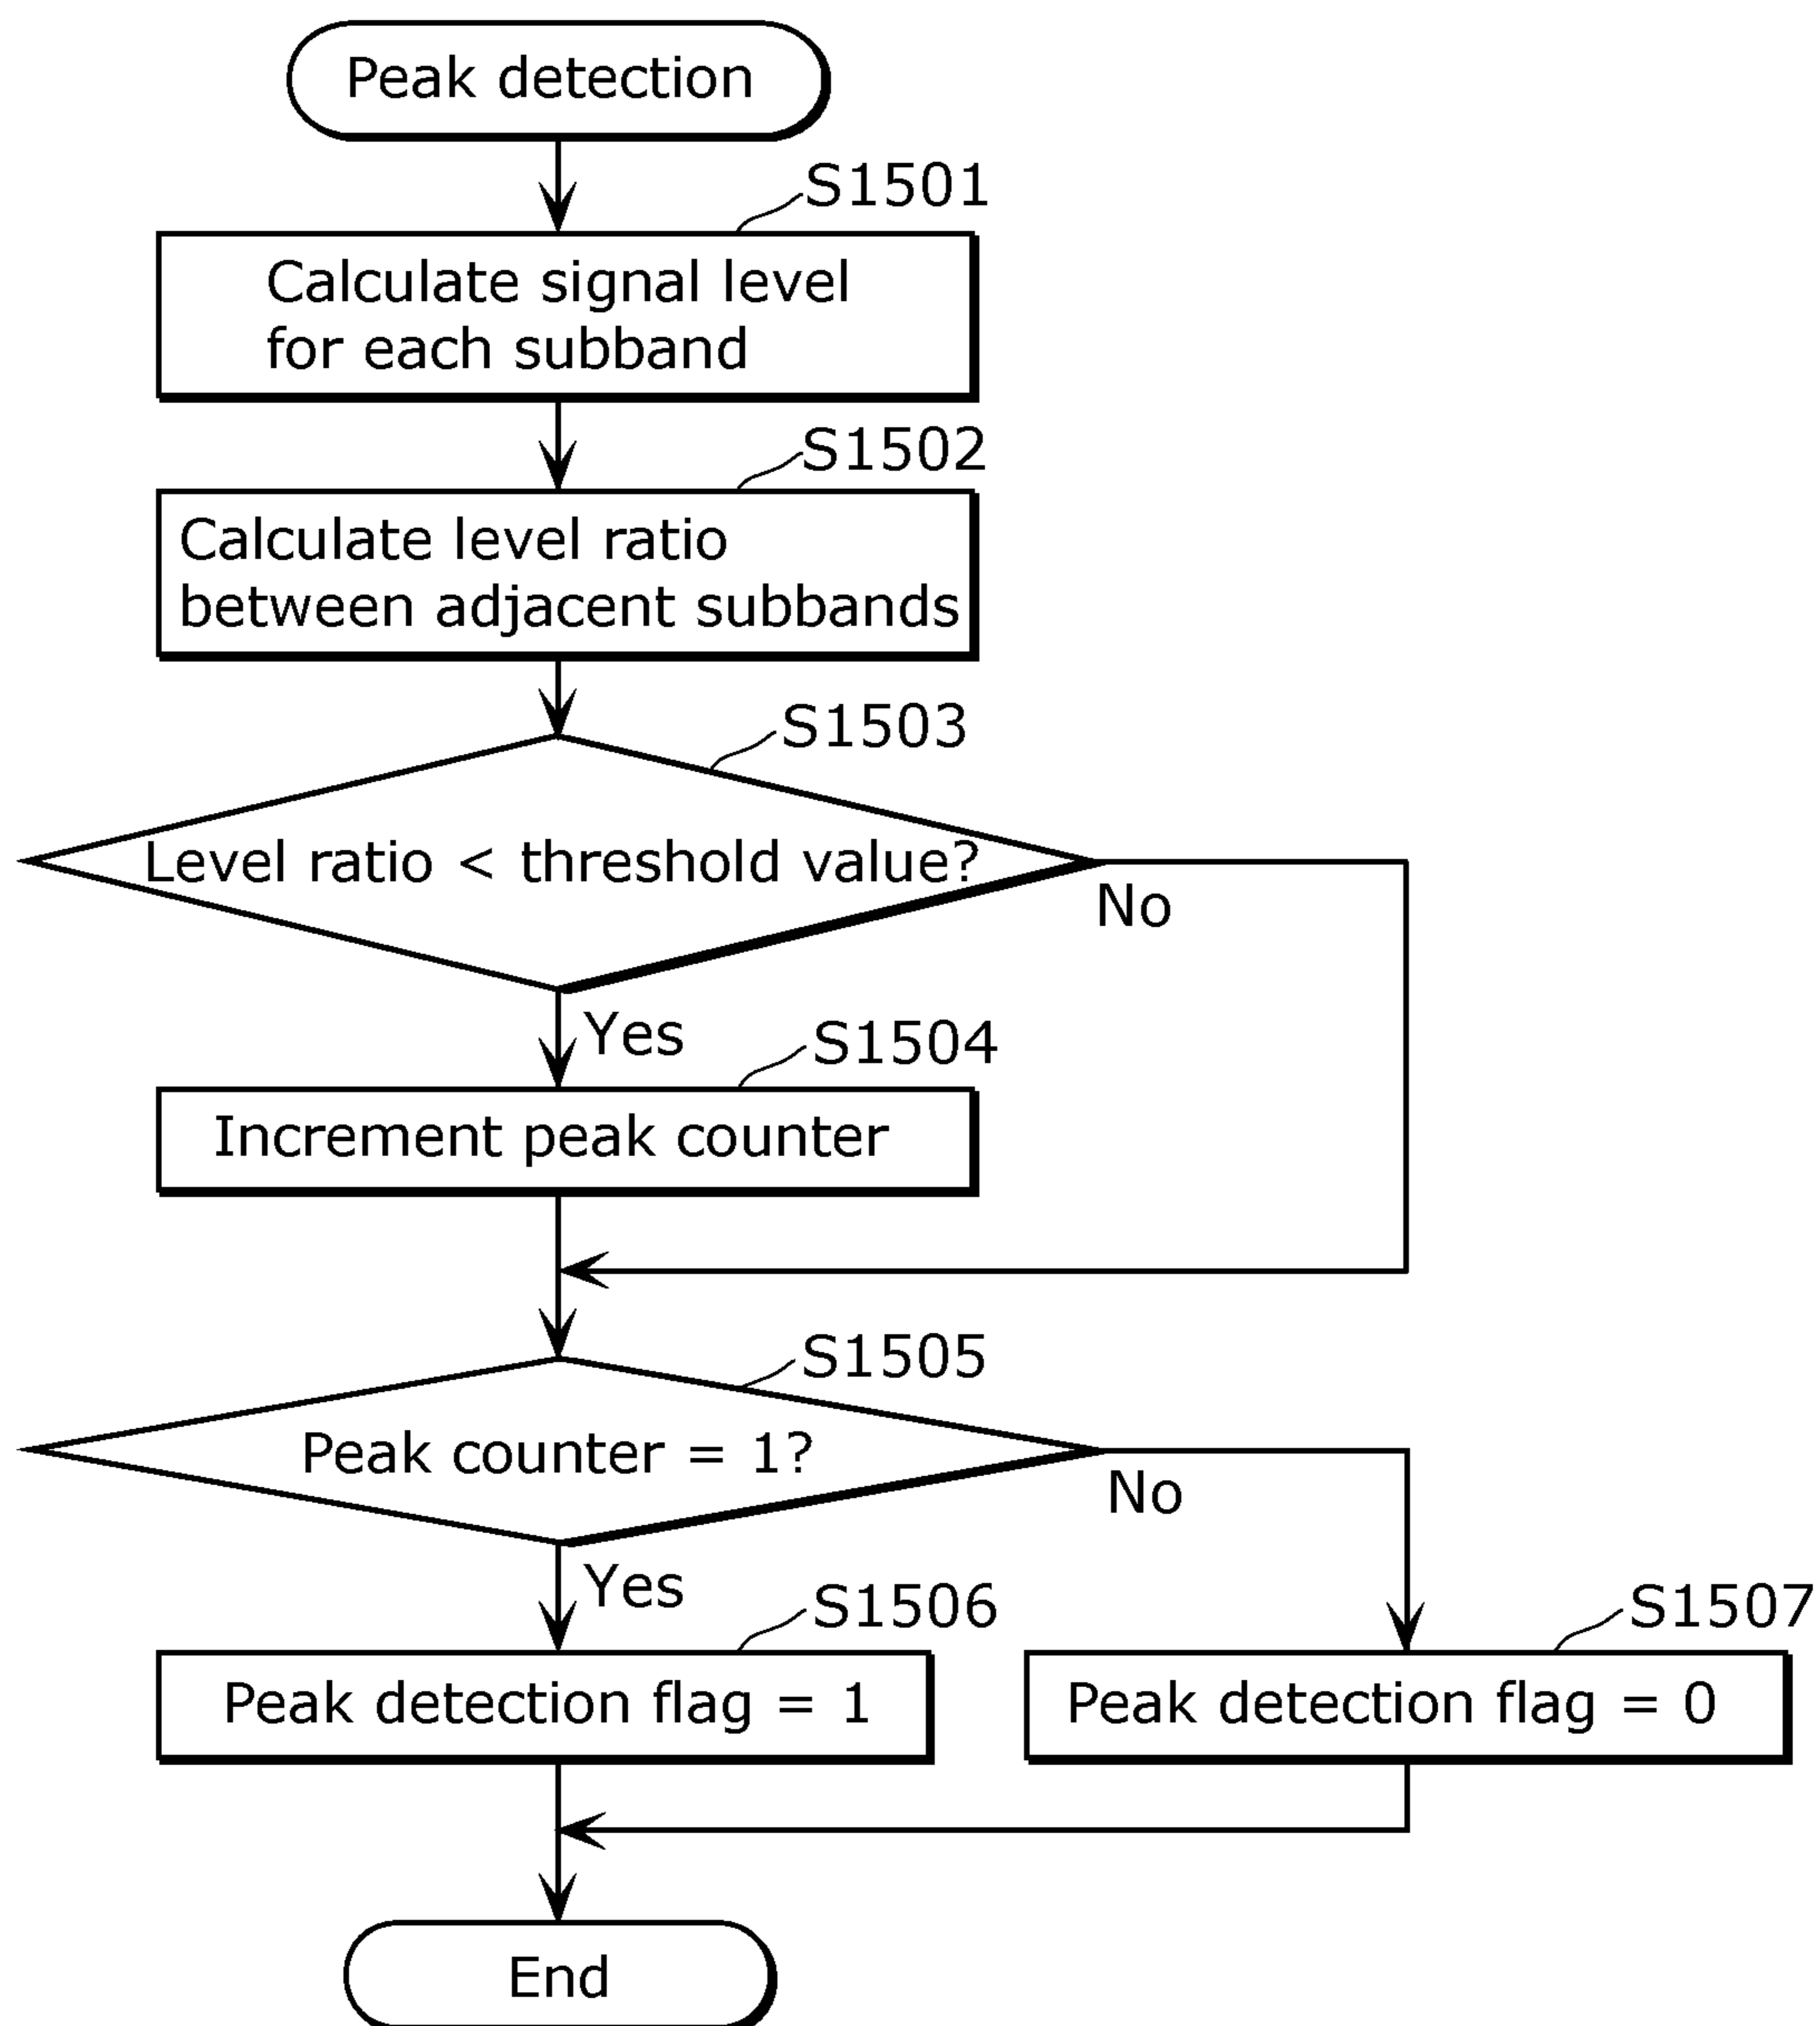 Peak detection
S1501
Calculate signal level
for each subband
S1502
Calculate level ratio
between adjacent subbands
S1503
Level ratio < threshold value?
No
Yes
S1504
Increment peak counter
S1505
Peak counter = 1?
No
Yes
S1506
S1507
Peak detection flag = 1
Peak detection flag = 0
End